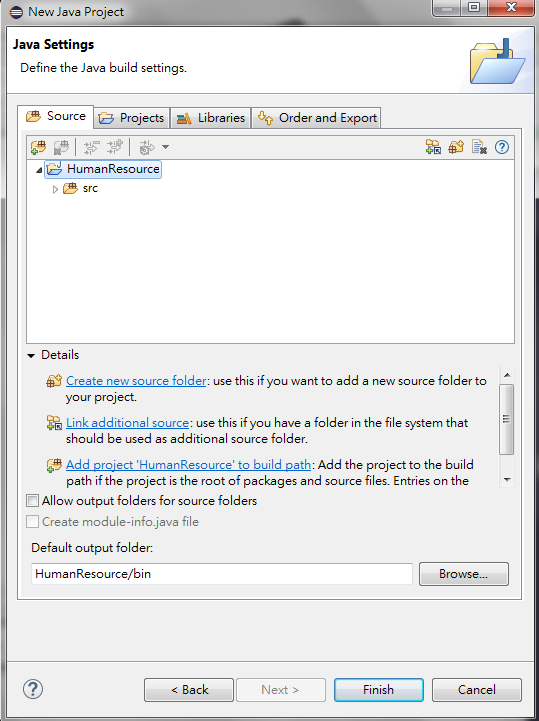 New Java Project
Java Settings
Define the Java build settings.
Source Projects Libraries Order and Export
HumanResource
src
Details
Create new source folder: use this if you want to add a new source folder to
your project.
Link additional source: use this if you have a folder in the file system that
should be used as additional source folder.
Add project 'HumanResource' to build path: Add the project to the build
path if the project is the root of packages and source files. Entries on the
Allow output folders for source folders
Create module-info.java file
Default output folder:
HumanResource/bin
Browse...
< Back Next > Finish Cancel